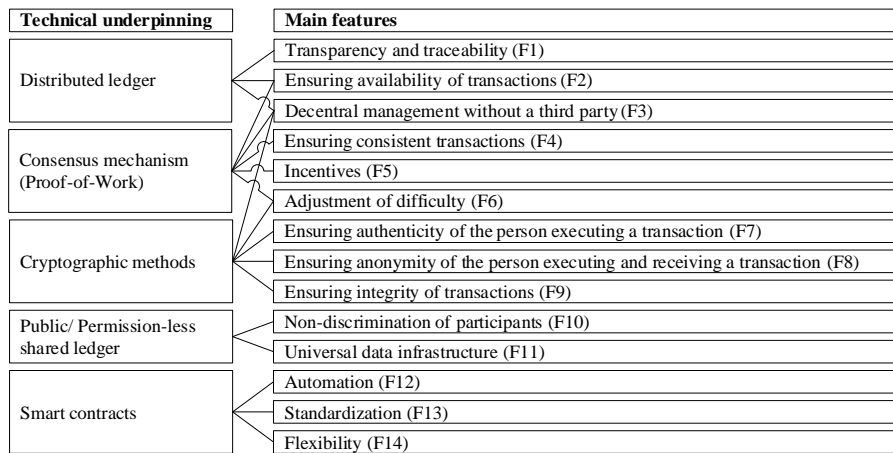 Technical underpinning
Main features
Distributed ledger
Transparency and traceability (F1)
Ensuring availability of transactions (F2)
Decentral management without a third party (F3)
Consensus mechanism
(Proof-of-Work)
Ensuring consistent transactions (F4)
Incentives (F5)
Adjustment of difficulty (F6)
Cryptographic methods
Ensuring authenticity of the person executing a transaction (F7)
Ensuring anonymity of the person executing and receiving a transaction (F8)
Ensuring integrity of transactions (F9)
Public/ Permission-less
shared ledger
Non-discrimination of participants (F10)
Universal data infrastructure (F11)
Smart contracts
Automation (F12)
Standardization (F13)
Flexibility (F14)